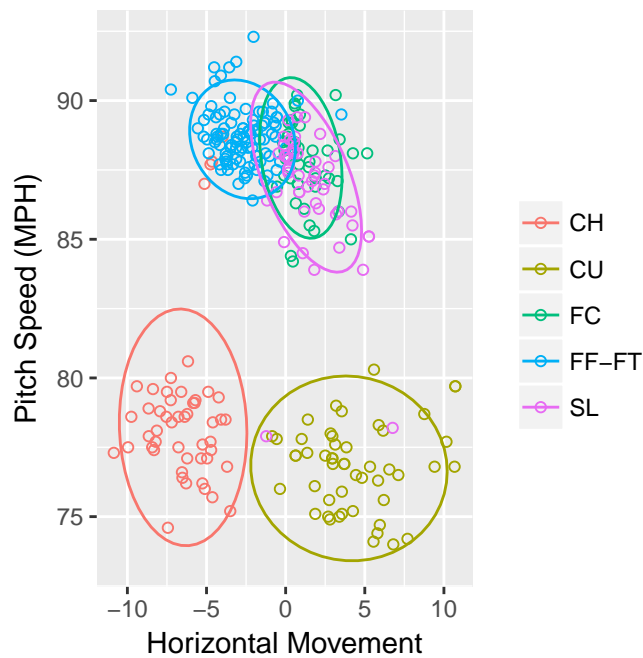 90
85
80
75
Pitch Speed (MPH)
−10 −5 0 5 10
Horizontal Movement
CH
CU
FC
FF−FT
SL